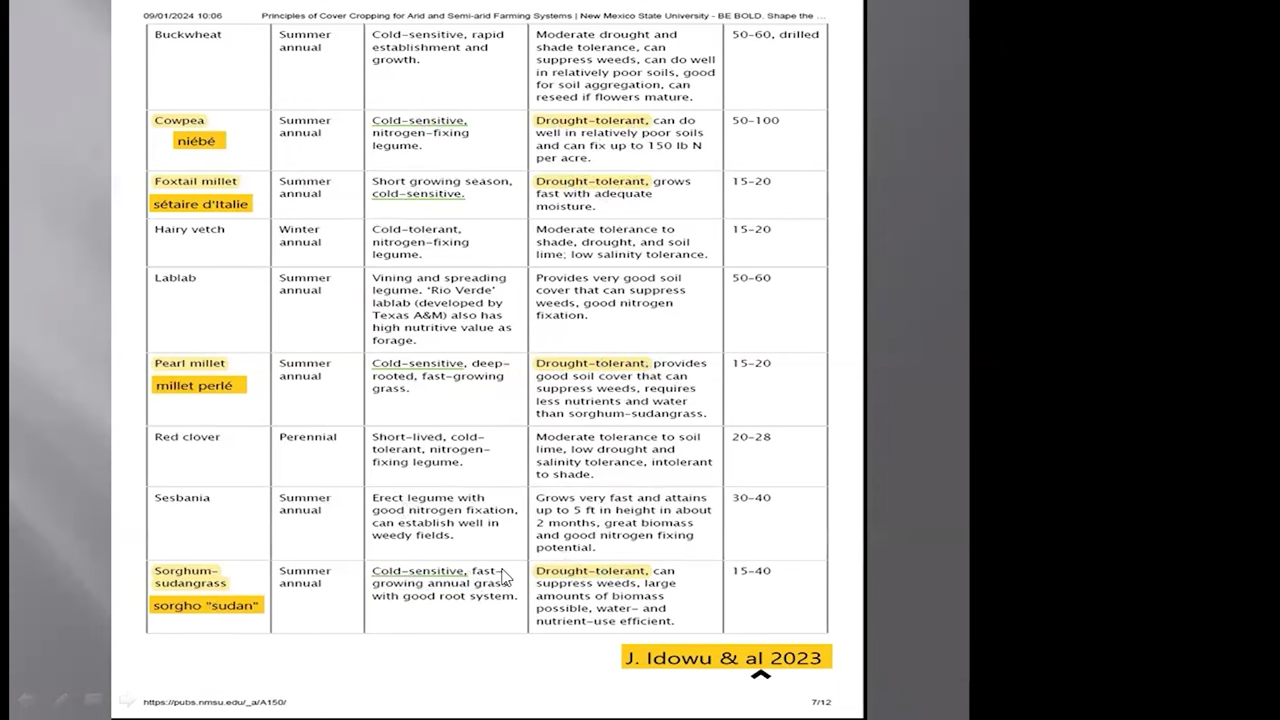 09/01/2024 10:06 Principles of Cover Cropping for Arid and Semi-arid Farming Systems | New Mexico State University - BE BOLD. Shape the ...
Buckwheat
Summer
annual
Cold-sensitive, rapid
establishment and
growth.
Moderate drought and
shade tolerance, can
suppress weeds, can do well
in relatively poor soils, good
for soil aggregation, can
reseed if flowers mature.
50-60, drilled
Cowpea
niébé
Summer
annual
Cold-sensitive,
nitrogen-fixing
legume.
Drought-tolerant, can do
well in relatively poor soils
and can fix up to 150 lb N
per acre.
50-100
Foxtail millet
sétaire d'Italie
Summer
annual
Short growing season,
cold-sensitive.
Drought-tolerant, grows
fast with adequate
moisture.
15-20
Hairy vetch
Winter
annual
Cold-tolerant,
nitrogen-fixing
legume.
Moderate tolerance to
shade, drought, and soil
lime; low salinity tolerance.
15-20
Lablab
Summer
annual
Vining and spreading
legume. 'Rio Verde'
lablab (developed by
Texas A&M) also has
high nutritive value as
forage.
Provides very good soil
cover that can suppress
weeds, good nitrogen
fixation.
50-60
Pearl millet
millet perlé
Summer
annual
Cold-sensitive, deep-
rooted, fast-growing
grass.
Drought-tolerant, provides
good soil cover that can
suppress weeds, requires
less nutrients and water
than sorghum-sudangrass.
15-20
Red clover
Perennial
Short-lived, cold-
tolerant, nitrogen-
fixing legume.
Moderate tolerance to soil
lime, low drought and
salinity tolerance, intolerant
to shade.
20-28
Sesbania
Summer
annual
Erect legume with
good nitrogen fixation,
can establish well in
weedy fields.
Grows very fast and attains
up to 5 ft in height in about
2 months, great biomass
and good nitrogen fixing
potential.
30-40
Sorghum-
sudangrass
sorgho "sudan"
Summer
annual
Cold-sensitive, fast-
growing annual grass
with good root system.
Drought-tolerant, can
suppress weeds, large
amounts of biomass
possible, water- and
nutrient-use efficient.
15-40
J. Idowu & al 2023
https://pubs.nmsu.edu/_a/A150/ 7/12